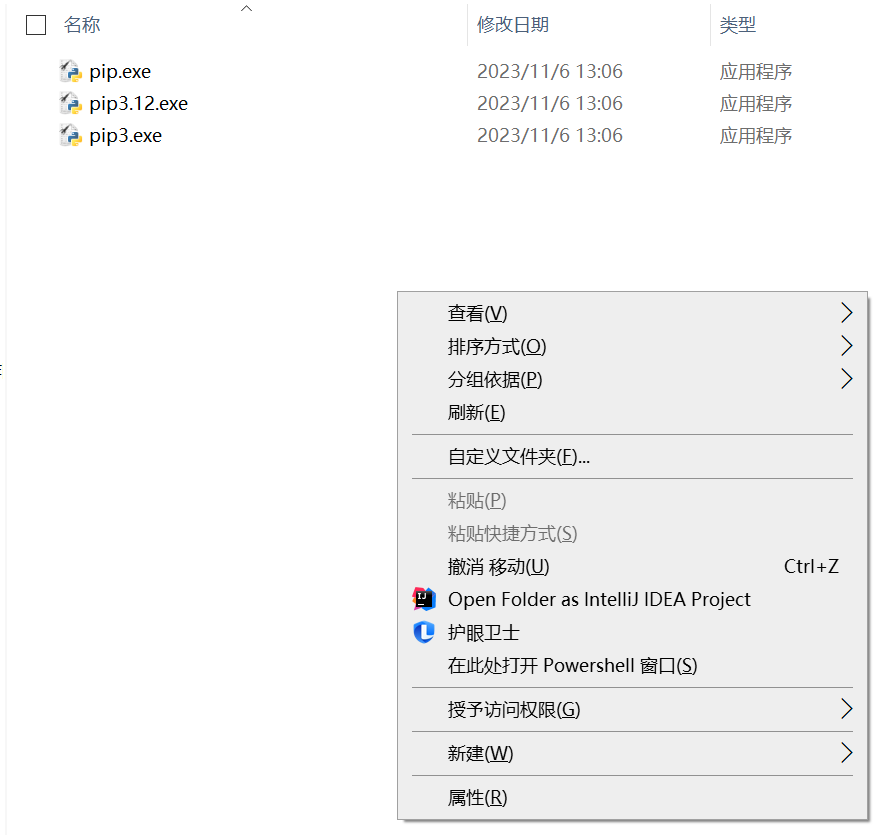 名称 修改日期 类型
pip.exe 2023/11/6 13:06 应用程序
pip3.12.exe 2023/11/6 13:06 应用程序
pip3.exe 2023/11/6 13:06 应用程序
查看(V)
排序方式(O)
分组依据(P)
刷新(E)
自定义文件夹(F)...
粘贴(P)
粘贴快捷方式(S)
撤消 移动(U) Ctrl+Z
Open Folder as IntelliJ IDEA Project
护眼卫士
在此处打开 Powershell 窗口(S)
授予访问权限(G)
新建(W)
属性(R)